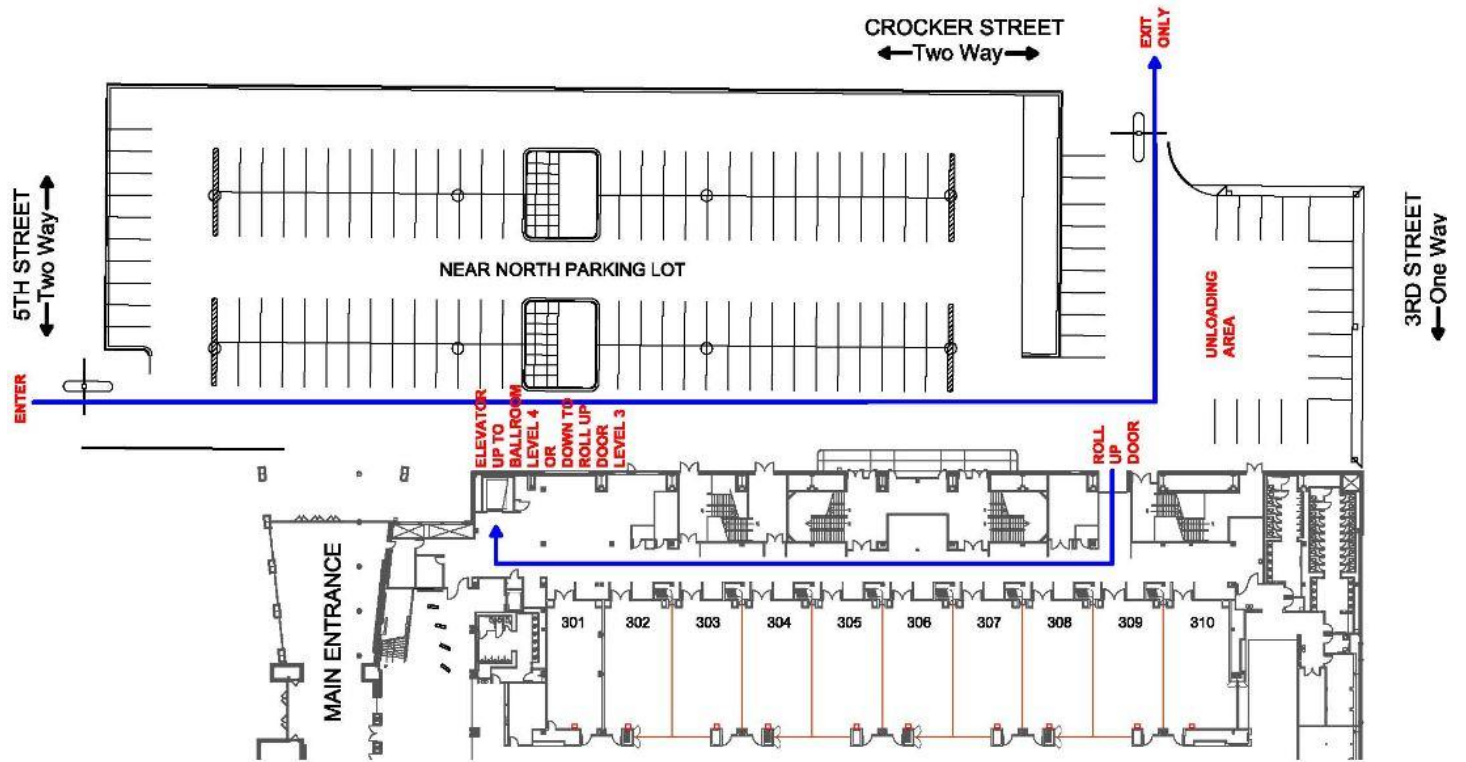 CROCKER STREET
Two Way
EXIT
ONLY
5TH STREET
Two Way
NEAR NORTH PARKING LOT
UNLOADING
AREA
3RD STREET
One Way
ENTER
ELEVATOR
UP TO
BALLROOM
LEVEL 4
OR
DOWN TO
ROLL UP
DOOR
LEVEL 3
ROLL
UP
DOOR
MAIN ENTRANCE
301 302 303 304 305 306 307 308 309 310